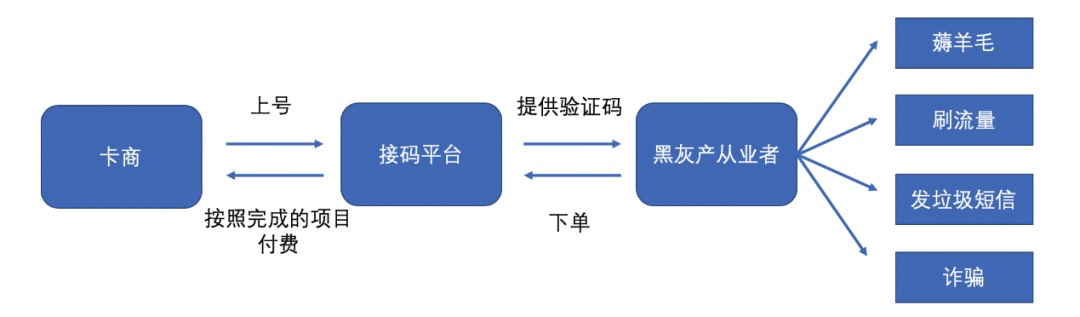 卡商
上号
按照完成的项目
付费
接码平台
提供验证码
下单
黑灰产从业者
薅羊毛
刷流量
发垃圾短信
诈骗